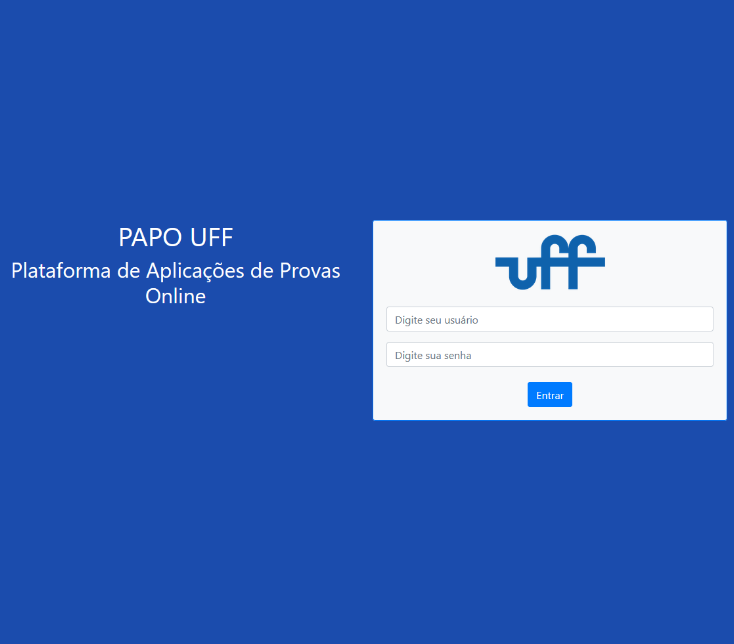 PAPO UFF
Plataforma de Aplicações de Provas
Online
uff
Digite seu usuário
Digite sua senha
Entrar